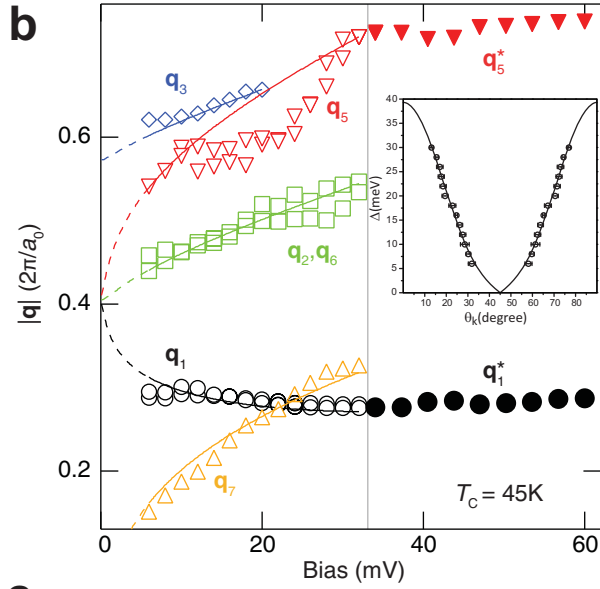 b
|q| (2π/a₀)
0.6
0.4
0.2
q₃
q₅
q₂,q₆
q₁
q₇
q₅*
q₁*
T_C = 45K
0
20
40
60
Bias (mV)
Δ(meV)
40
35
30
25
20
15
10
5
0
0 10 20 30 40 50 60 70 80
θₖ(degree)